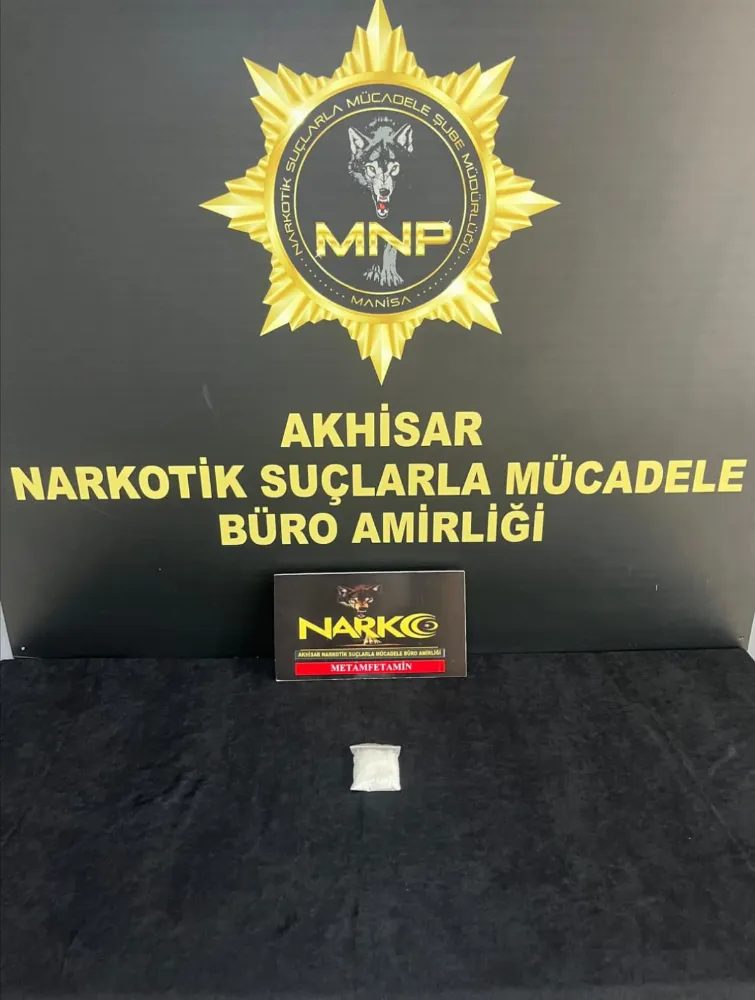 NARKOTİK SUÇLARLA MÜCADELE ŞUBE MÜDÜRLÜĞÜ
MNP
MANİSA
AKHİSAR
NARKOTİK SUÇLARLA MÜCADELE
BÜRO AMİRLİĞİ
NARKO
AKHİSAR NARKOTİK SUÇLARLA MÜCADELE BÜRO AMİRLİĞİ
METAMFETAMİN